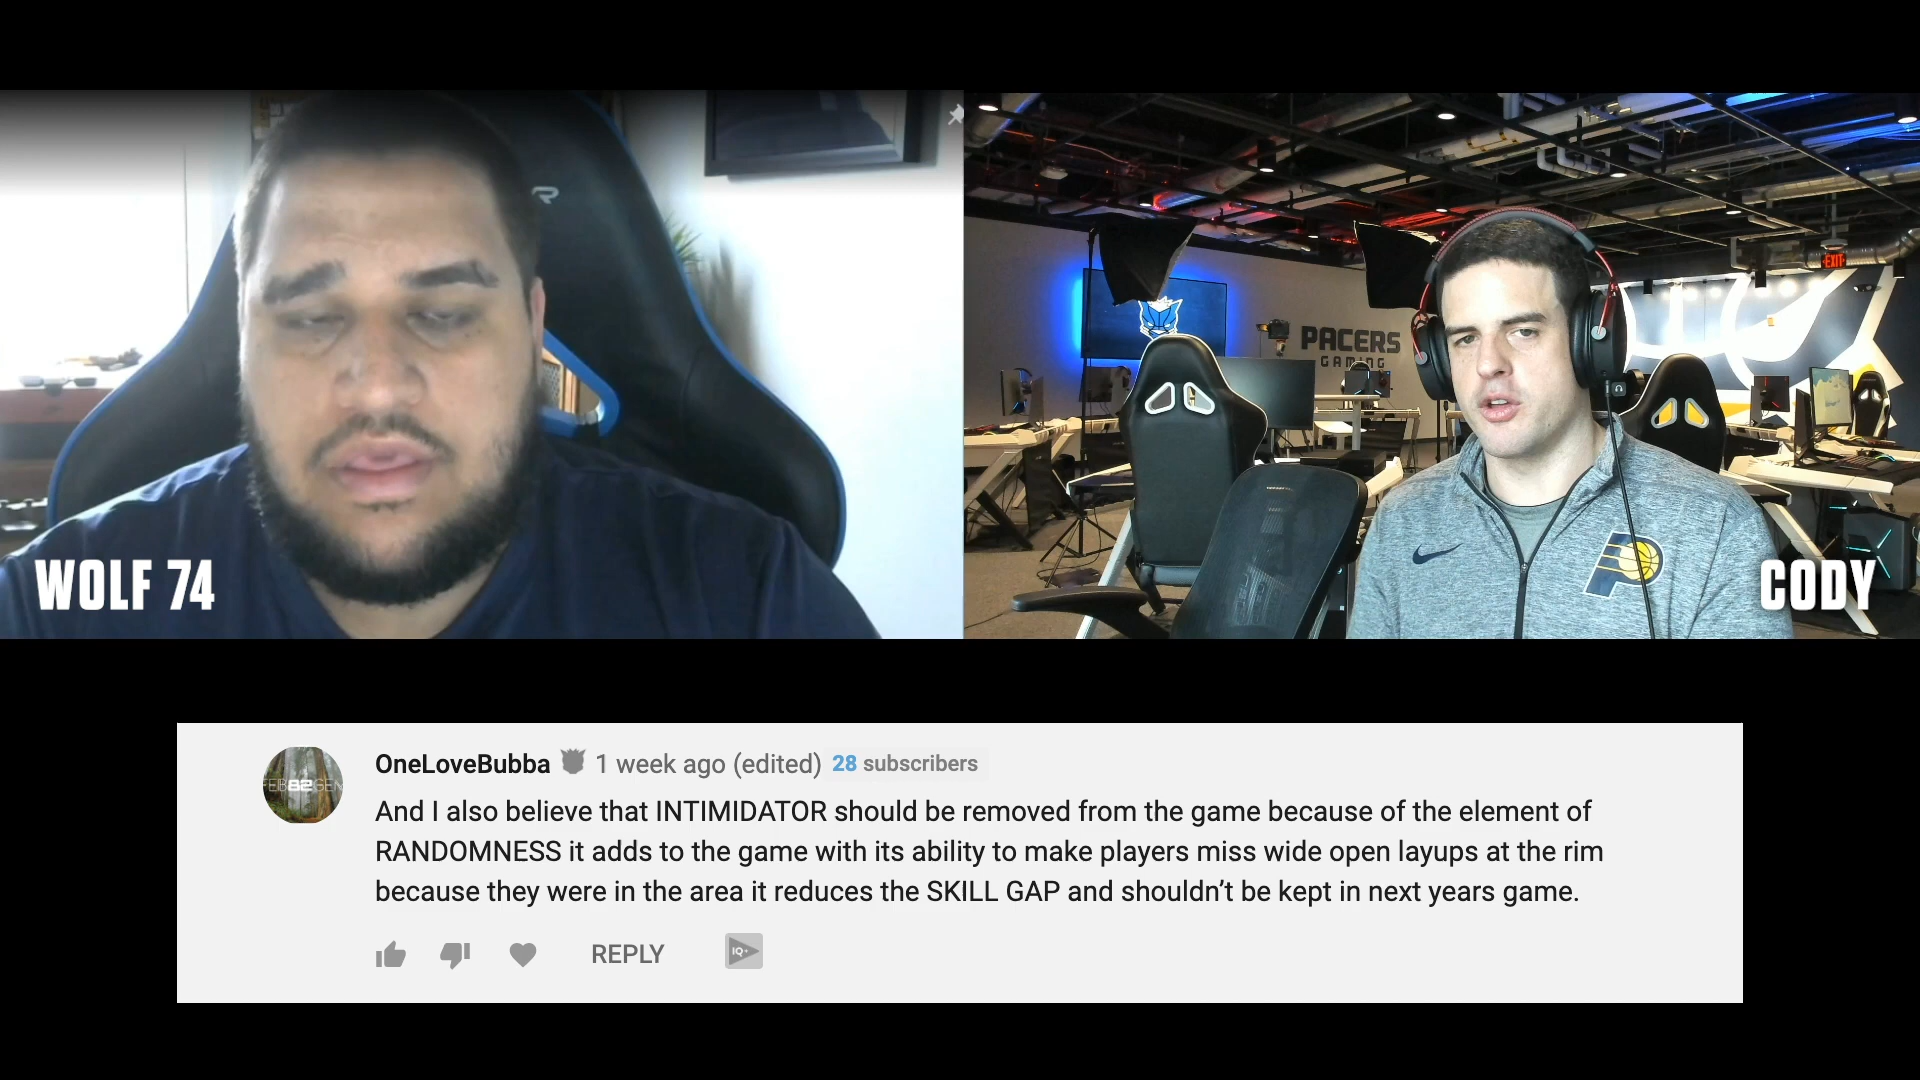 EXIT
PACERS
GAMING
WOLF 74
CODY
OneLoveBubba 1 week ago (edited) 28 subscribers
And I also believe that INTIMIDATOR should be removed from the game because of the element of
RANDOMNESS it adds to the game with its ability to make players miss wide open layups at the rim
because they were in the area it reduces the SKILL GAP and shouldn't be kept in next years game.
FEB82GEN
REPLY
IQ